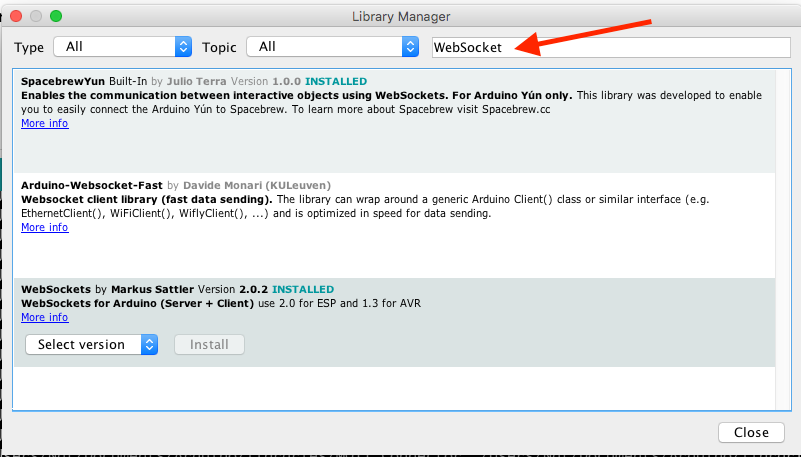 Library Manager
Type All Topic All WebSocket
SpacebrewYun Built-In by Julio Terra Version 1.0.0 INSTALLED
Enables the communication between interactive objects using WebSockets. For Arduino Yún only. This library was developed to enable
you to easily connect the Arduino Yún to Spacebrew. To learn more about Spacebrew visit Spacebrew.cc
More info
Arduino-Websocket-Fast by Davide Monari (KULeuven)
Websocket client library (fast data sending). The library can wrap around a generic Arduino Client() class or similar interface (e.g.
EthernetClient(), WiFiClient(), WiflyClient(), ...) and is optimized in speed for data sending.
More info
WebSockets by Markus Sattler Version 2.0.2 INSTALLED
WebSockets for Arduino (Server + Client) use 2.0 for ESP and 1.3 for AVR
More info
Select version Install
Close